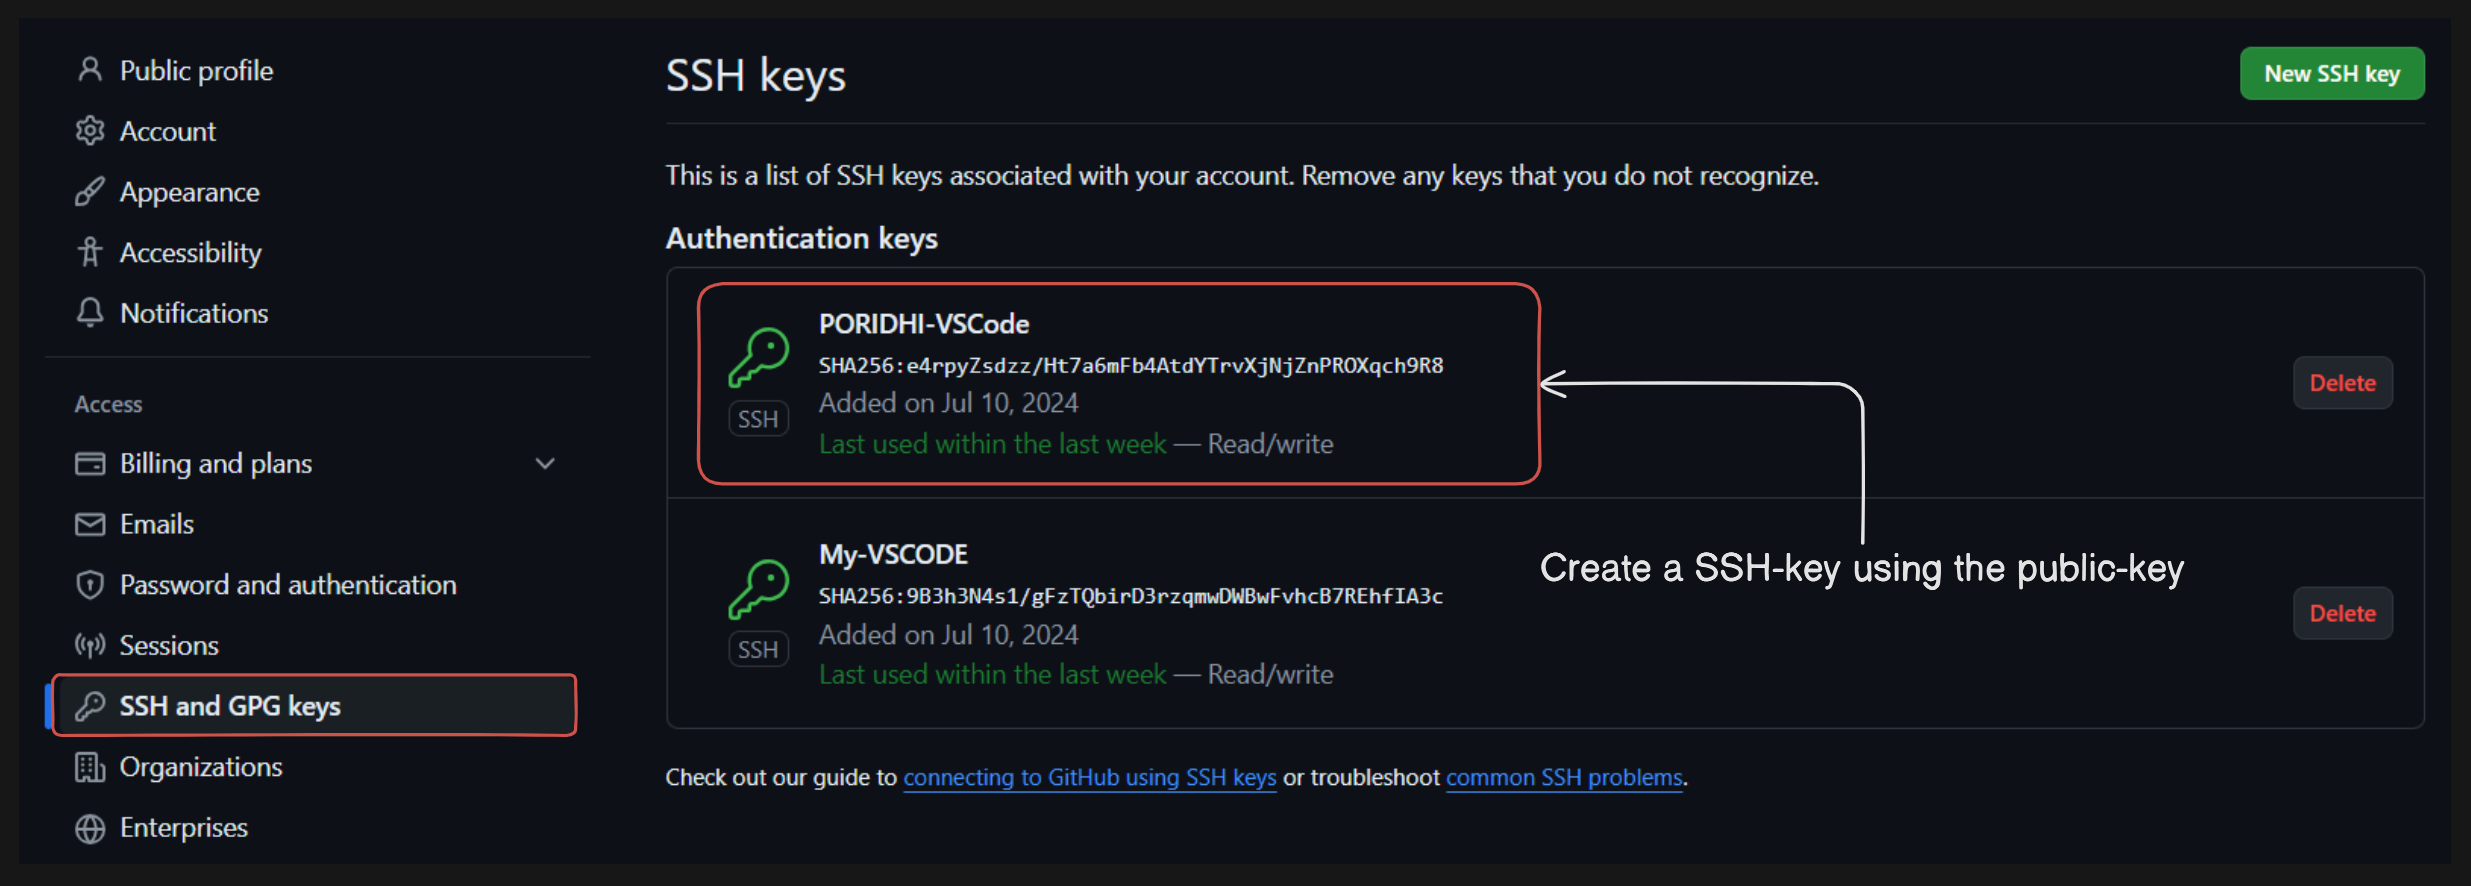 Public profile
Account
Appearance
Accessibility
Notifications
Access
Billing and plans
Emails
Password and authentication
Sessions
SSH and GPG keys
Organizations
Enterprises
SSH keys
New SSH key
This is a list of SSH keys associated with your account. Remove any keys that you do not recognize.
Authentication keys
PORIDHI-VSCode
SHA256:e4rpyZsdzz/Ht7a6mFb4AtdYTrvXjNjZnPROXqch9R8
SSH
Added on Jul 10, 2024
Last used within the last week — Read/write
Delete
Create a SSH-key using the public-key
My-VSCODE
SHA256:9B3h3N4s1/gFzTQbirD3rzqmwDWBwFvhcB7REhfIA3c
SSH
Added on Jul 10, 2024
Last used within the last week — Read/write
Delete
Check out our guide to connecting to GitHub using SSH keys or troubleshoot common SSH problems.